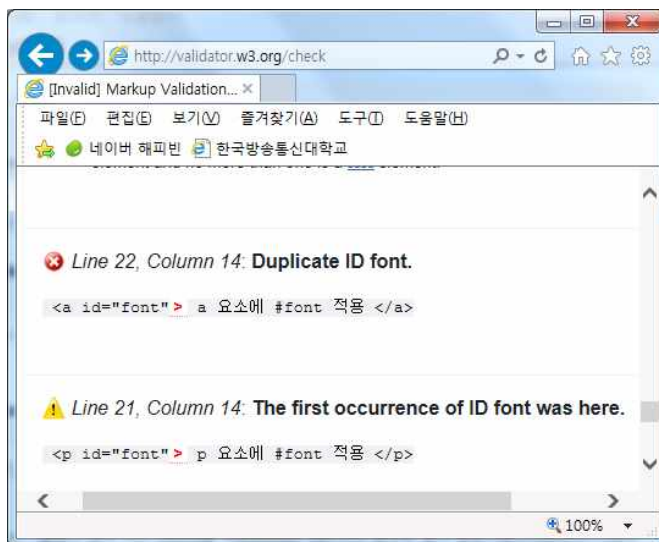 http://validator.w3.org/check
[Invalid] Markup Validation...
파일(F) 편집(E) 보기(V) 즐겨찾기(A) 도구(T) 도움말(H)
네이버 해피빈 한국방송통신대학교
Line 22, Column 14: Duplicate ID font.
<a id="font"> a 요소에 #font 적용 </a>
Line 21, Column 14: The first occurrence of ID font was here.
<p id="font"> p 요소에 #font 적용 </p>
100%